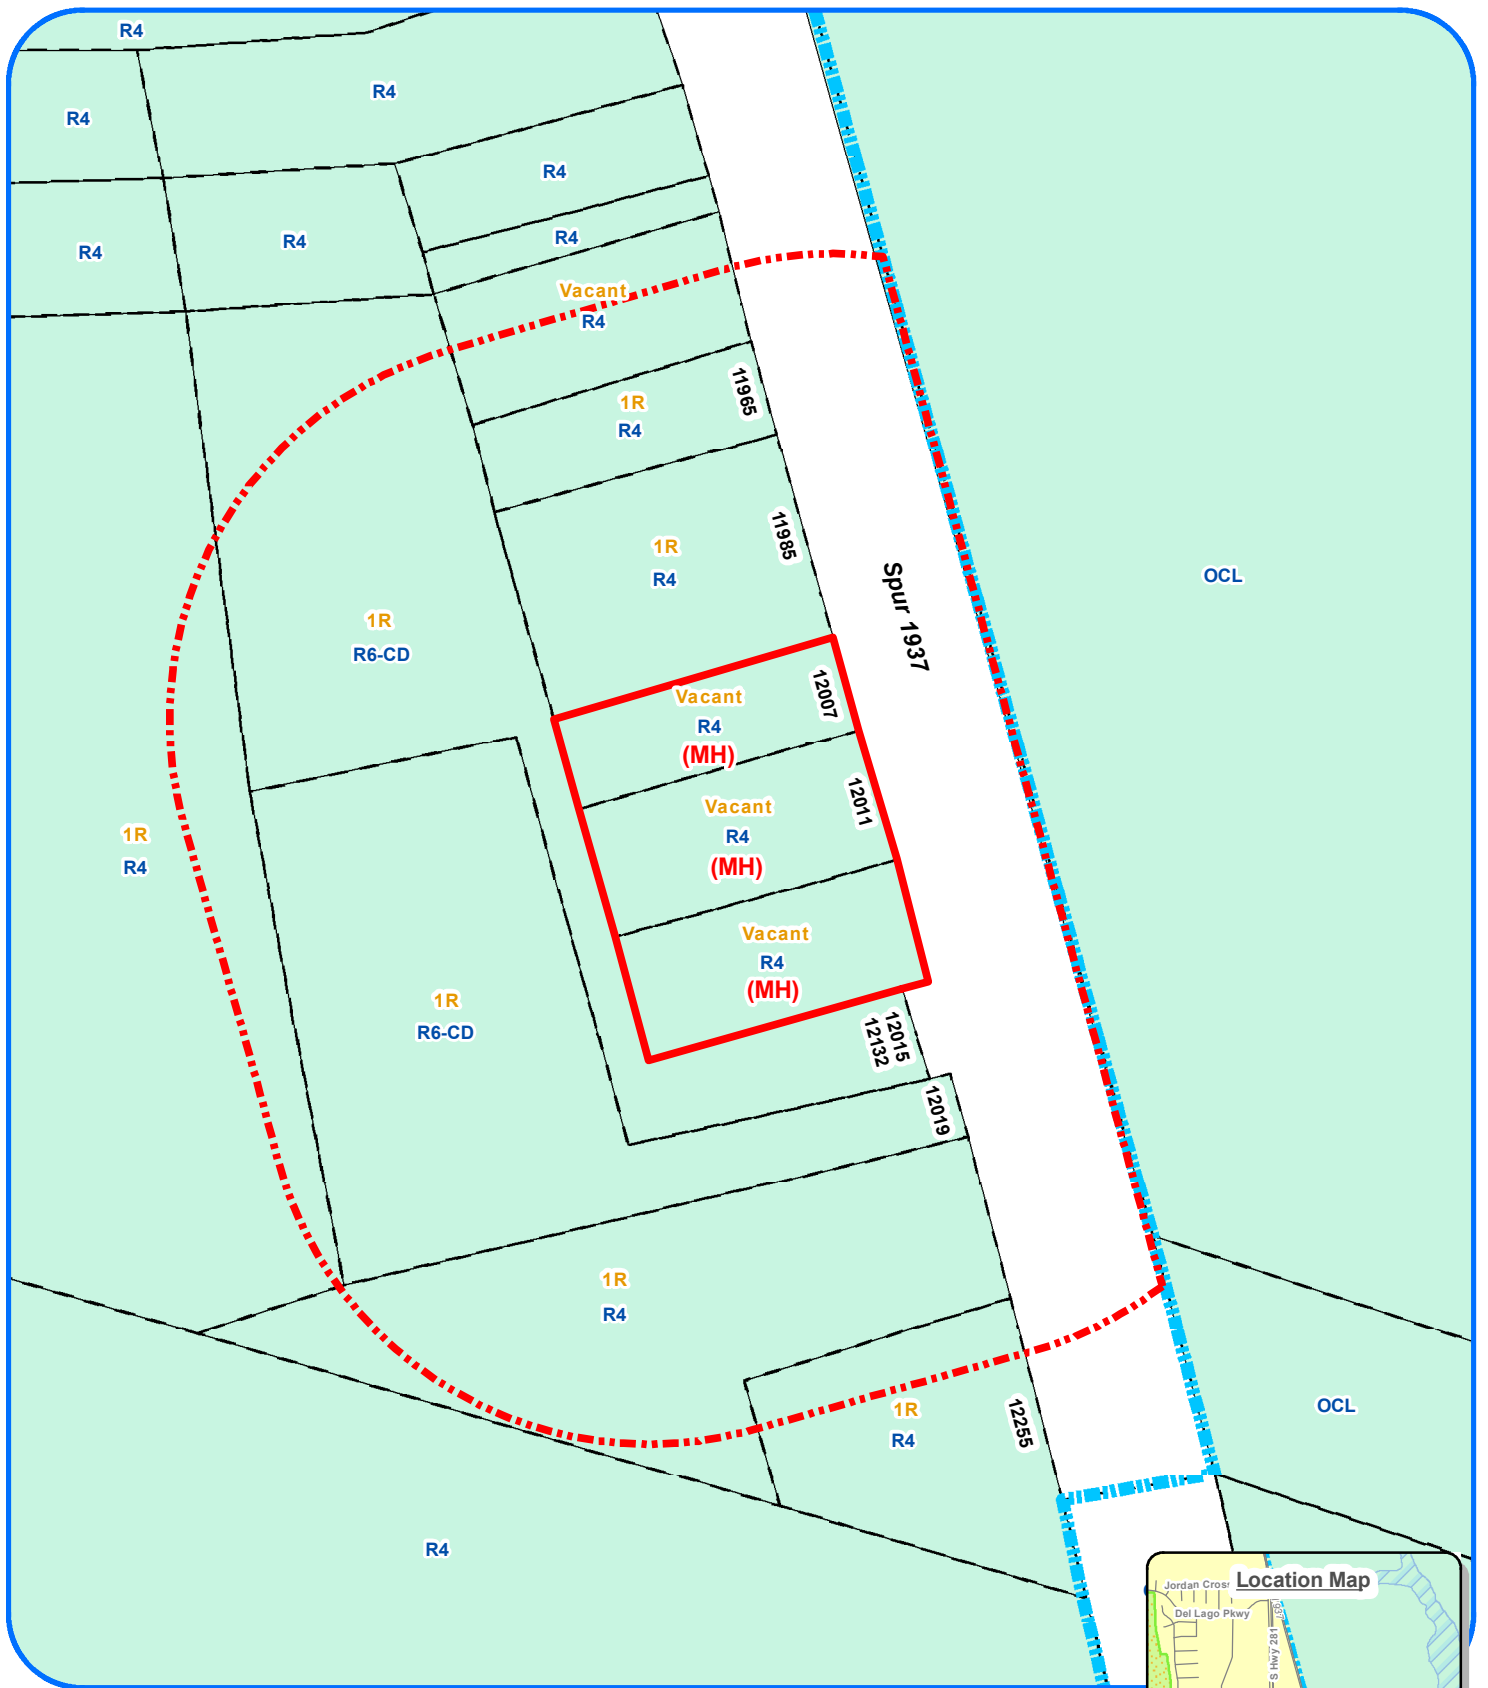 R4
R4
R4
R4
R4
R4
R4
Vacant
R4
1R
R4
11965
1R
R4
11985
Spur 1937
OCL
1R
R6-CD
Vacant
R4
(MH)
12007
Vacant
R4
(MH)
12011
1R
R4
Vacant
R4
(MH)
1R
R6-CD
12015
12132
12019
1R
R4
1R
R4
12255
OCL
R4
Location Map
Jordan Cross
Del Lago Pkwy
S Hwy 281